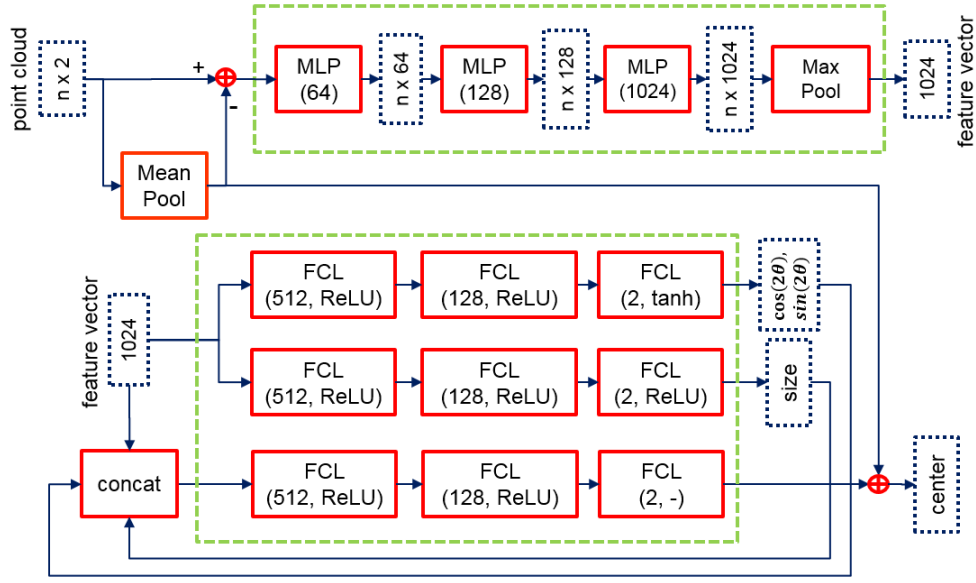 point cloud
n x 2
+
-
Mean
Pool
MLP
(64)
n x 64
MLP
(128)
n x 128
MLP
(1024)
n x 1024
Max
Pool
1024
feature vector
feature vector
1024
FCL
(512, ReLU)
FCL
(128, ReLU)
FCL
(2, tanh)
cos(2θ),
sin(2θ)
FCL
(512, ReLU)
FCL
(128, ReLU)
FCL
(2, ReLU)
size
concat
FCL
(512, ReLU)
FCL
(128, ReLU)
FCL
(2, -)
center